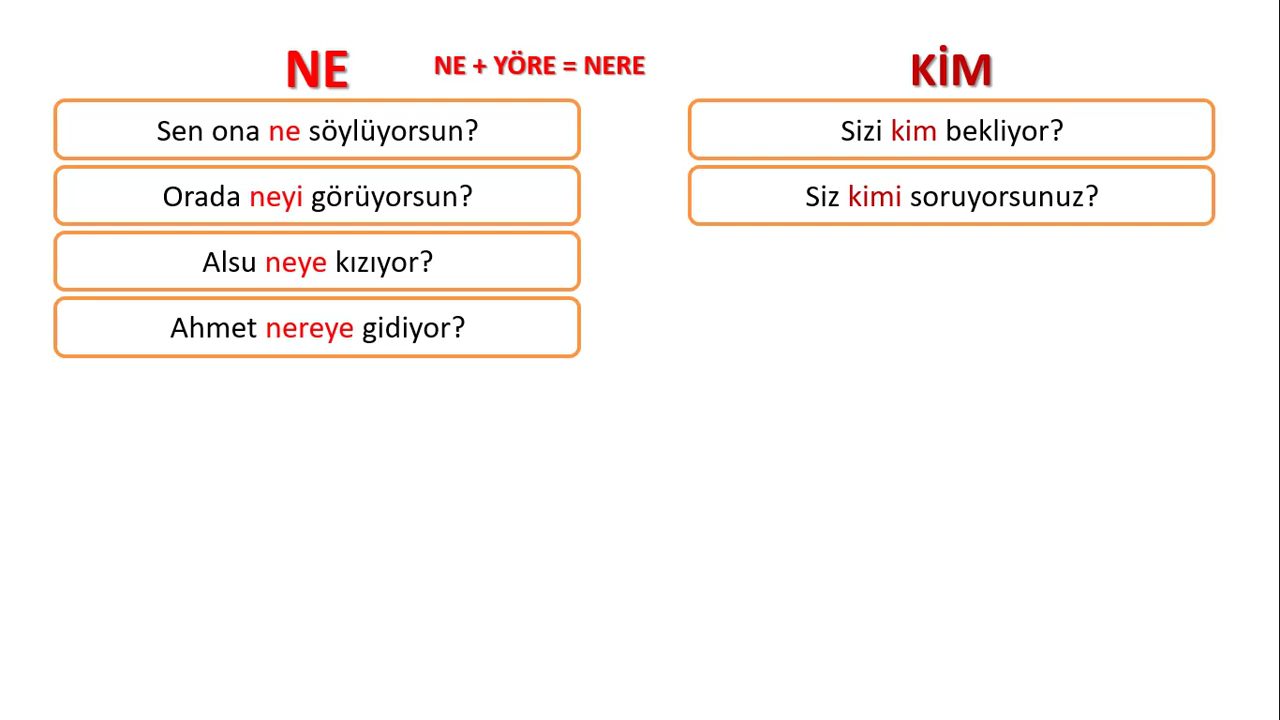 NE
NE + YÖRE = NERE
KİM
Sen ona ne söylüyorsun?
Orada neyi görüyorsun?
Alsu neye kızıyor?
Ahmet nereye gidiyor?
Sizi kim bekliyor?
Siz kimi soruyorsunuz?